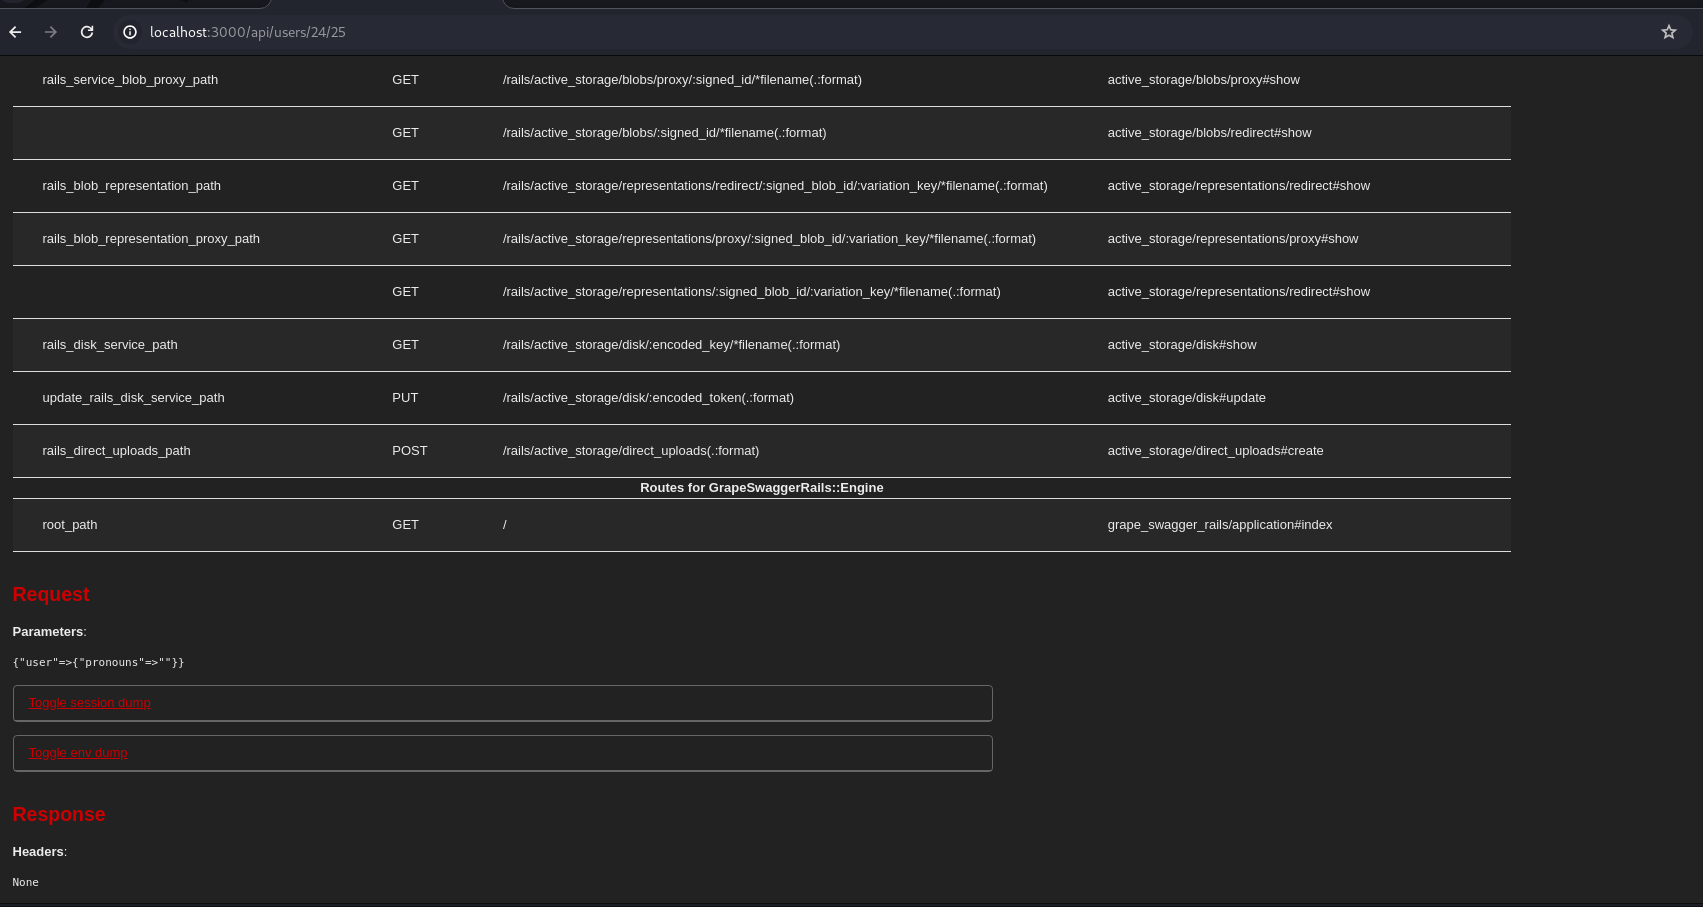 localhost:3000/api/users/24/25
rails_service_blob_proxy_path GET /rails/active_storage/blobs/proxy/:signed_id/*filename(.:format) active_storage/blobs/proxy#show
GET /rails/active_storage/blobs/:signed_id/*filename(.:format) active_storage/blobs/redirect#show
rails_blob_representation_path GET /rails/active_storage/representations/redirect/:signed_blob_id/:variation_key/*filename(.:format) active_storage/representations/redirect#show
rails_blob_representation_proxy_path GET /rails/active_storage/representations/proxy/:signed_blob_id/:variation_key/*filename(.:format) active_storage/representations/proxy#show
GET /rails/active_storage/representations/:signed_blob_id/:variation_key/*filename(.:format) active_storage/representations/redirect#show
rails_disk_service_path GET /rails/active_storage/disk/:encoded_key/*filename(.:format) active_storage/disk#show
update_rails_disk_service_path PUT /rails/active_storage/disk/:encoded_token(.:format) active_storage/disk#update
rails_direct_uploads_path POST /rails/active_storage/direct_uploads(.:format) active_storage/direct_uploads#create
Routes for GrapeSwaggerRails::Engine
root_path GET / grape_swagger_rails/application#index
Request
Parameters:
{"user"=>{"pronouns"=>""}}
Toggle session dump
Toggle env dump
Response
Headers:
None